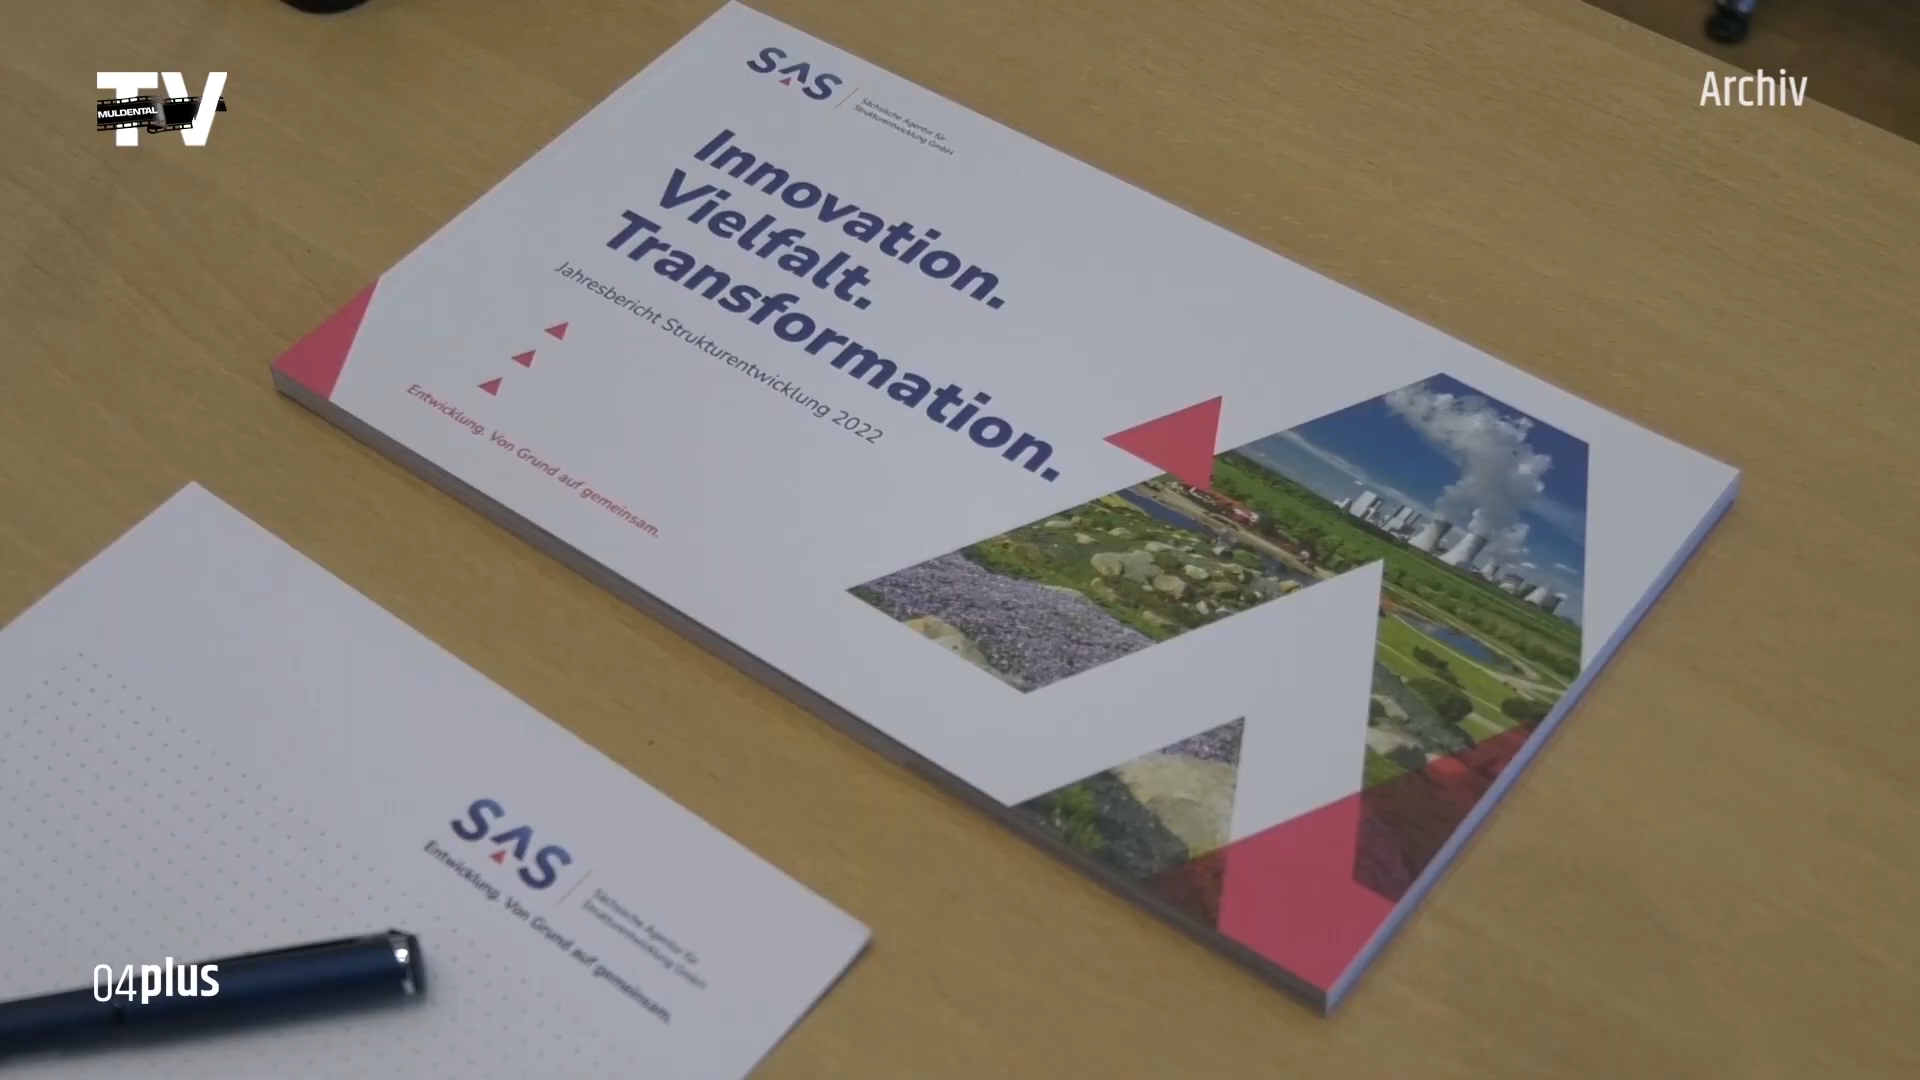 TV
MULDENTAL
Archiv
SAS
Sächsische Agentur für
Strukturentwicklung GmbH
Innovation.
Vielfalt.
Transformation.
Jahresbericht Strukturentwicklung 2022
Entwicklung. Von Grund auf gemeinsam.
SAS
Sächsische Agentur für
Strukturentwicklung GmbH
Entwicklung. Von Grund auf gemeinsam.
04plus